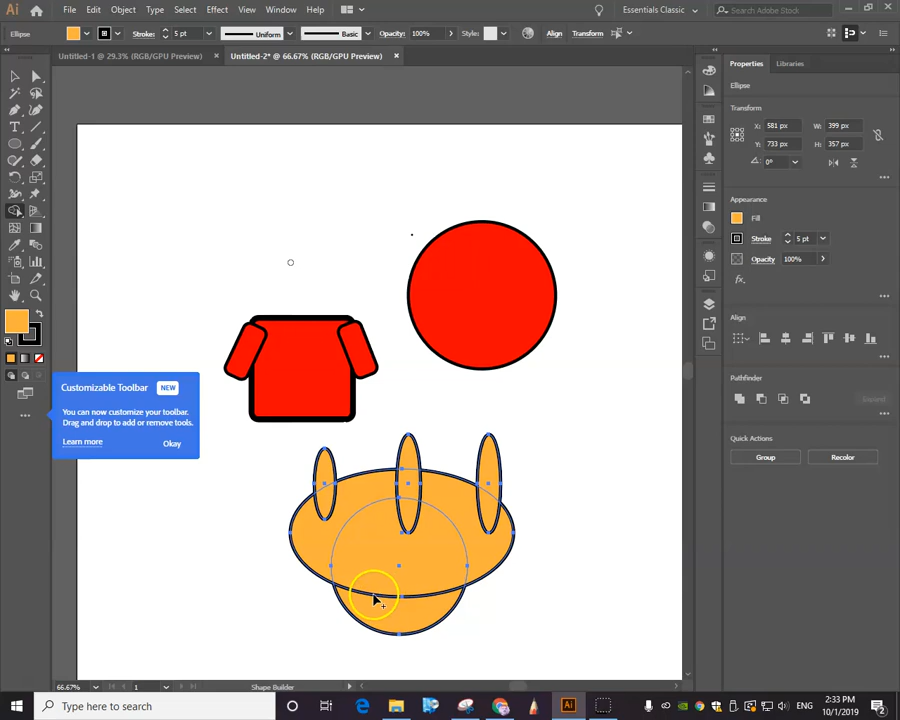 Ai File Edit Object Type Select Effect View Window Help Essentials Classic Search Adobe Stock
Ellipse Stroke: 5 pt Uniform Basic Opacity: 100% Style: Align Transform
Untitled-1 @ 29.3% (RGB/GPU Preview) × Untitled-2* @ 66.67% (RGB/GPU Preview) ×
Properties Libraries
Ellipse
Transform
X: 581 px W: 399 px
Y: 733 px H: 357 px
0°
Appearance
Fill
Stroke 5 pt
Opacity 100%
fx.
Align
Pathfinder
Expand
Quick Actions
Group Recolor
Customizable Toolbar NEW
You can now customize your toolbar.
Drag and drop to add or remove tools.
Learn more Okay
66.67% 1 Shape Builder
Type here to search
2:33 PM
10/1/2019
2